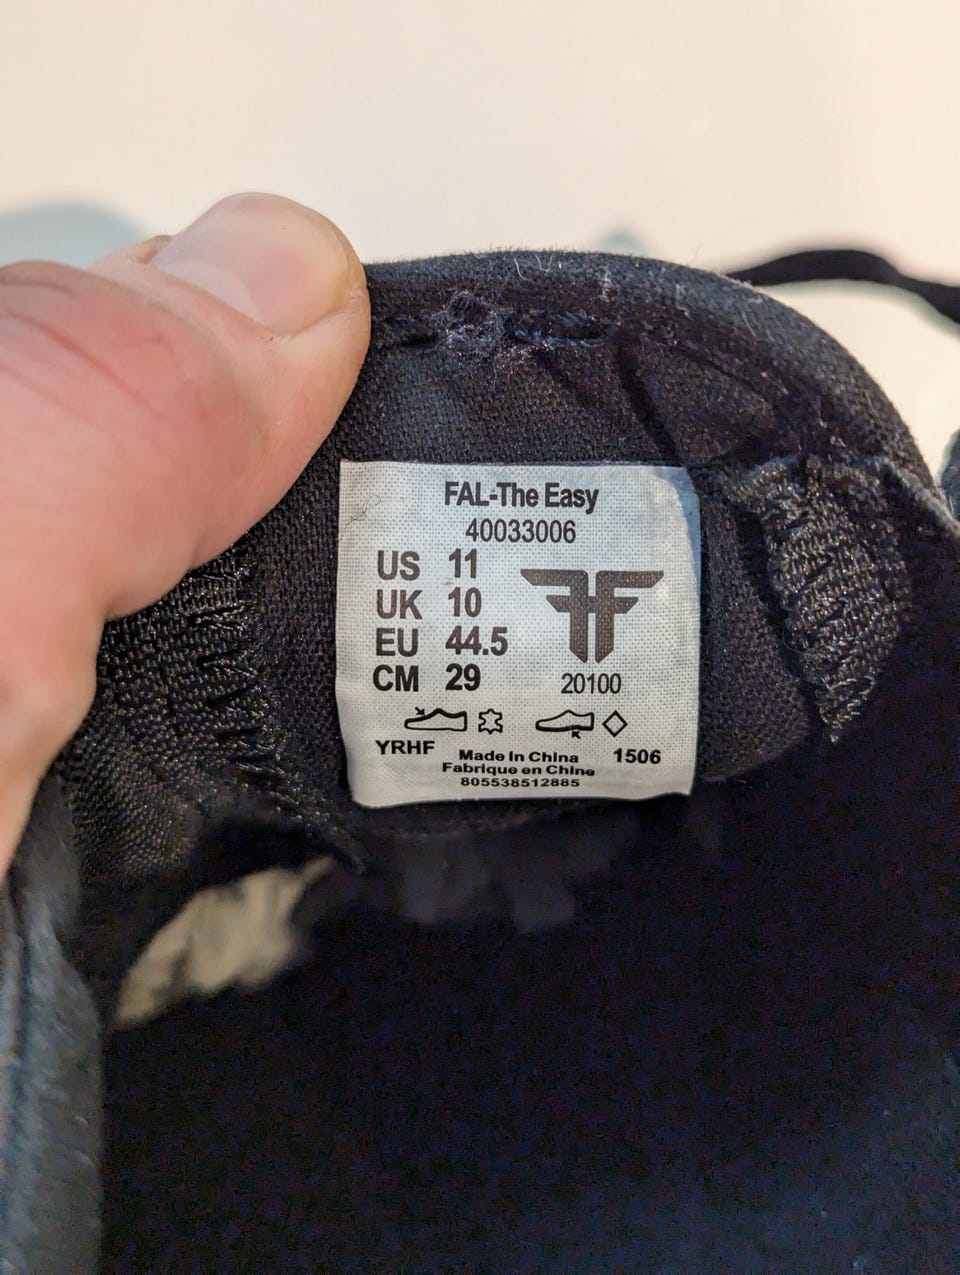 FAL-The Easy
40033006
US 11
UK 10
EU 44.5
CM 29
20100
YRHF
1506
Made In China
Fabrique en Chine
805538512885